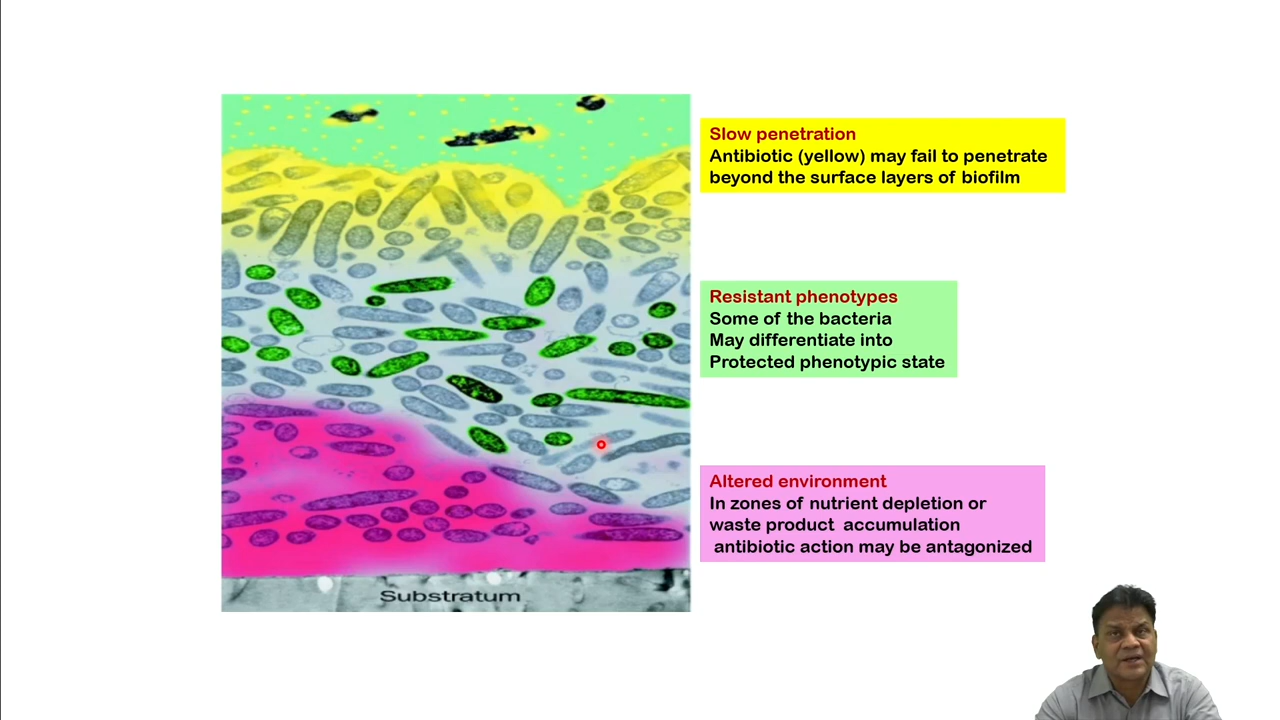 Slow penetration
Antibiotic (yellow) may fail to penetrate
beyond the surface layers of biofilm
Resistant phenotypes
Some of the bacteria
May differentiate into
Protected phenotypic state
Altered environment
In zones of nutrient depletion or
waste product accumulation
antibiotic action may be antagonized
Substratum